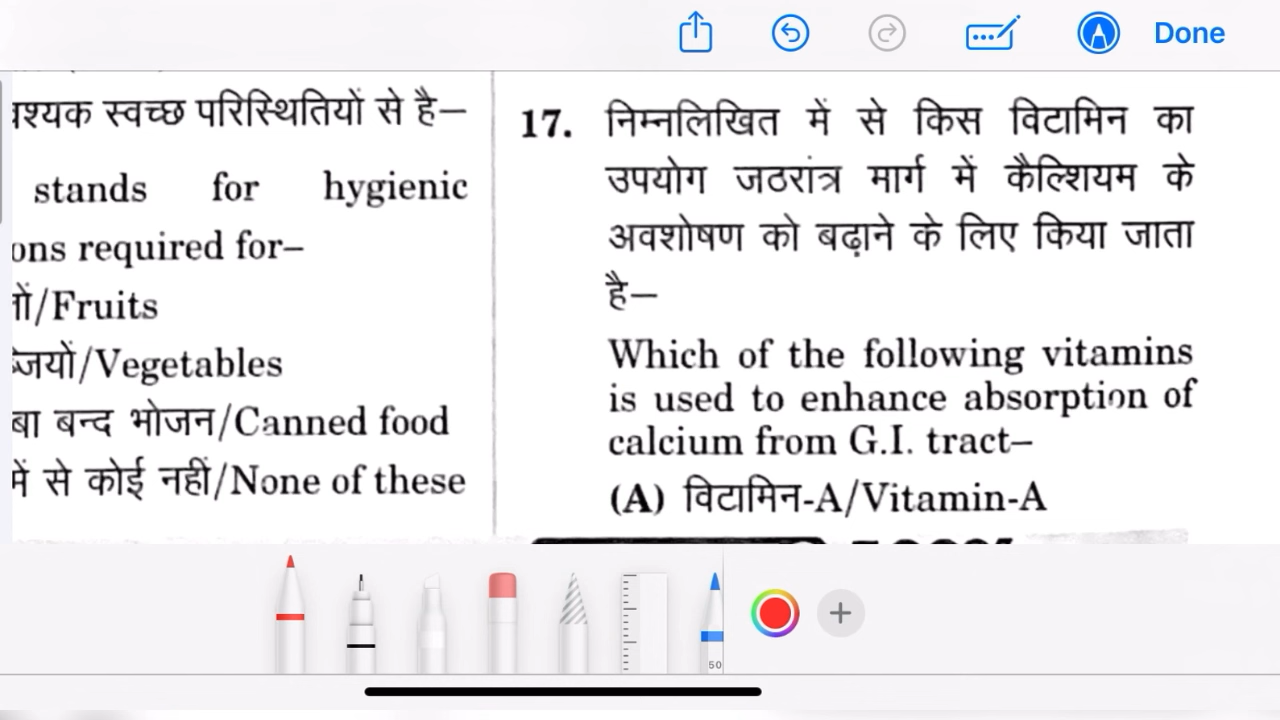 Done
श्यक स्वच्छ परिस्थितियों से है–
stands for hygienic
ons required for–
/Fruits
/Vegetables
बा बन्द भोजन/Canned food
में से कोई नहीं/None of these
17. निम्नलिखित में से किस विटामिन का
उपयोग जठरांत्र मार्ग में कैल्शियम के
अवशोषण को बढ़ाने के लिए किया जाता
है–
Which of the following vitamins
is used to enhance absorption of
calcium from G.I. tract–
(A) विटामिन-A/Vitamin-A
50